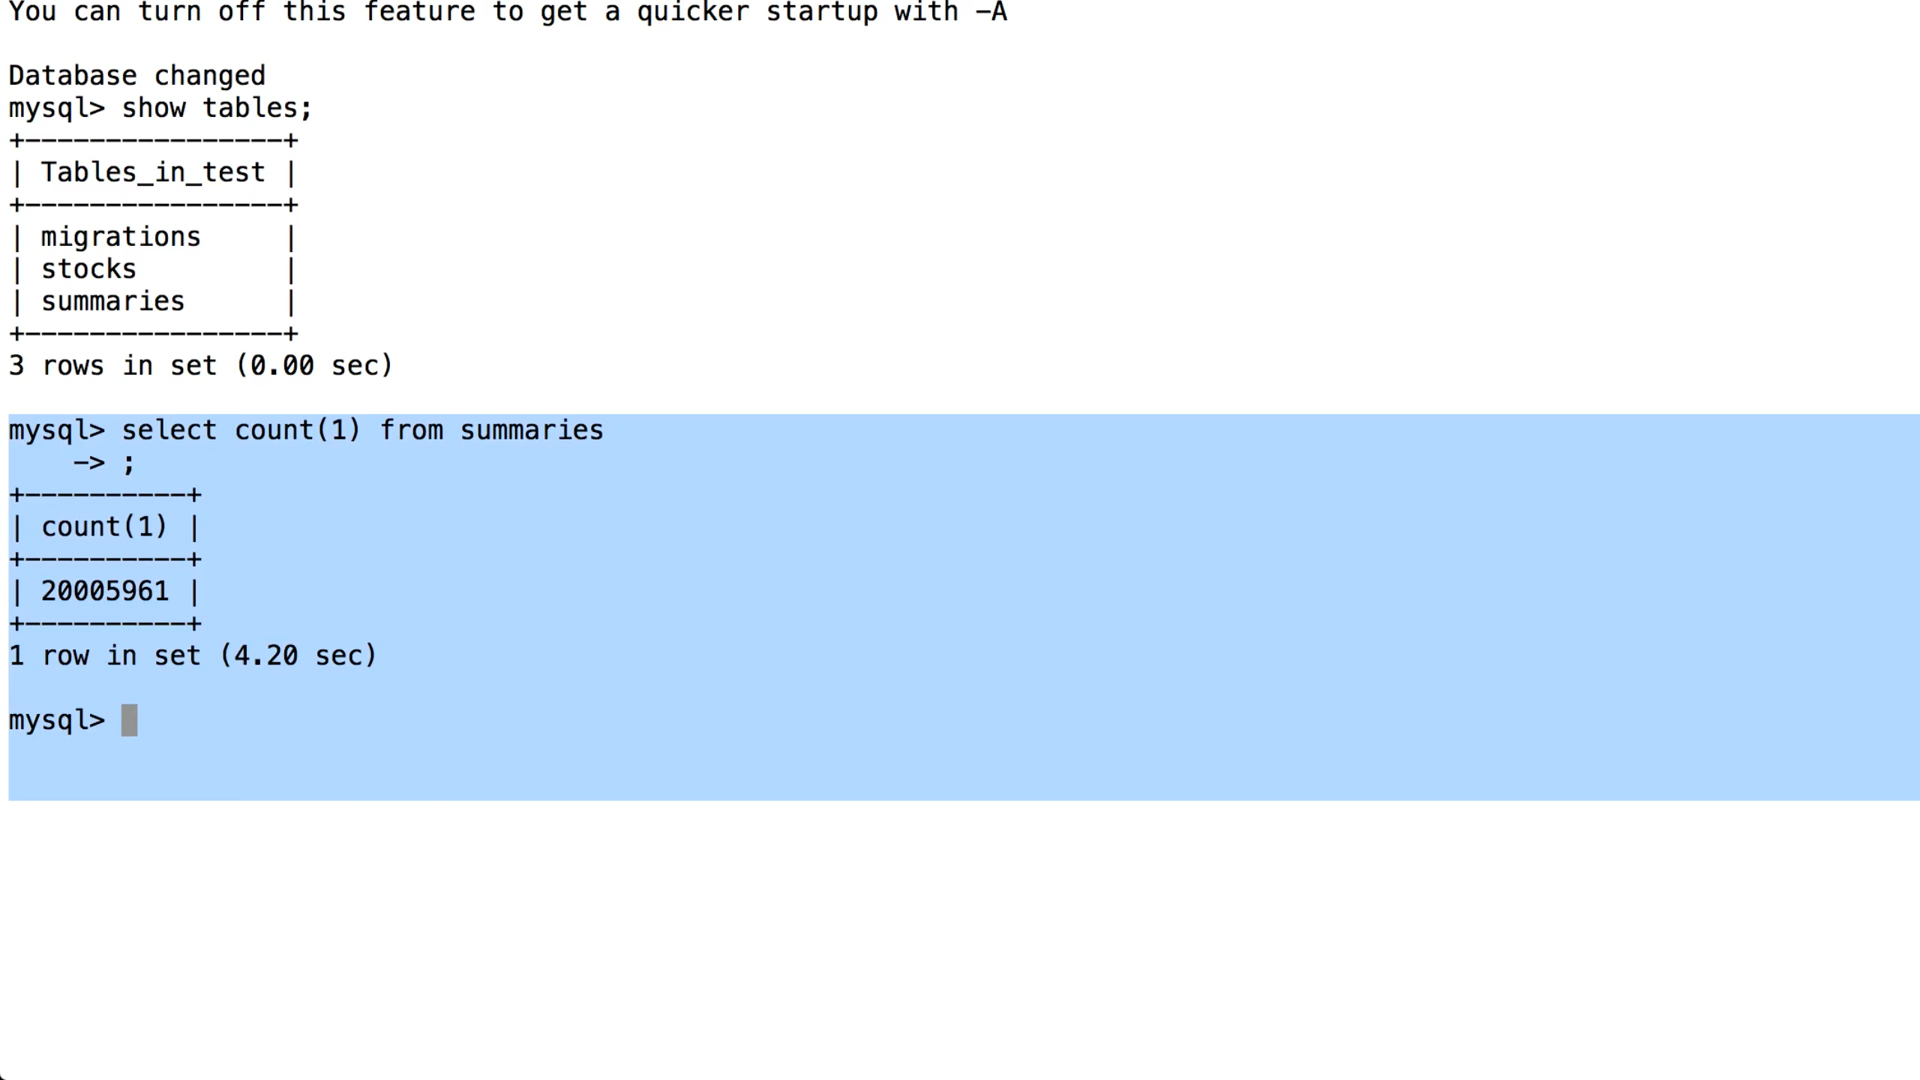 You can turn off this feature to get a quicker startup with -A
Database changed
mysql> show tables;
+----------------+
| Tables_in_test |
+----------------+
| migrations     |
| stocks         |
| summaries      |
+----------------+
3 rows in set (0.00 sec)
mysql> select count(1) from summaries
    -> ;
+----------+
| count(1) |
+----------+
| 20005961 |
+----------+
1 row in set (4.20 sec)
mysql>